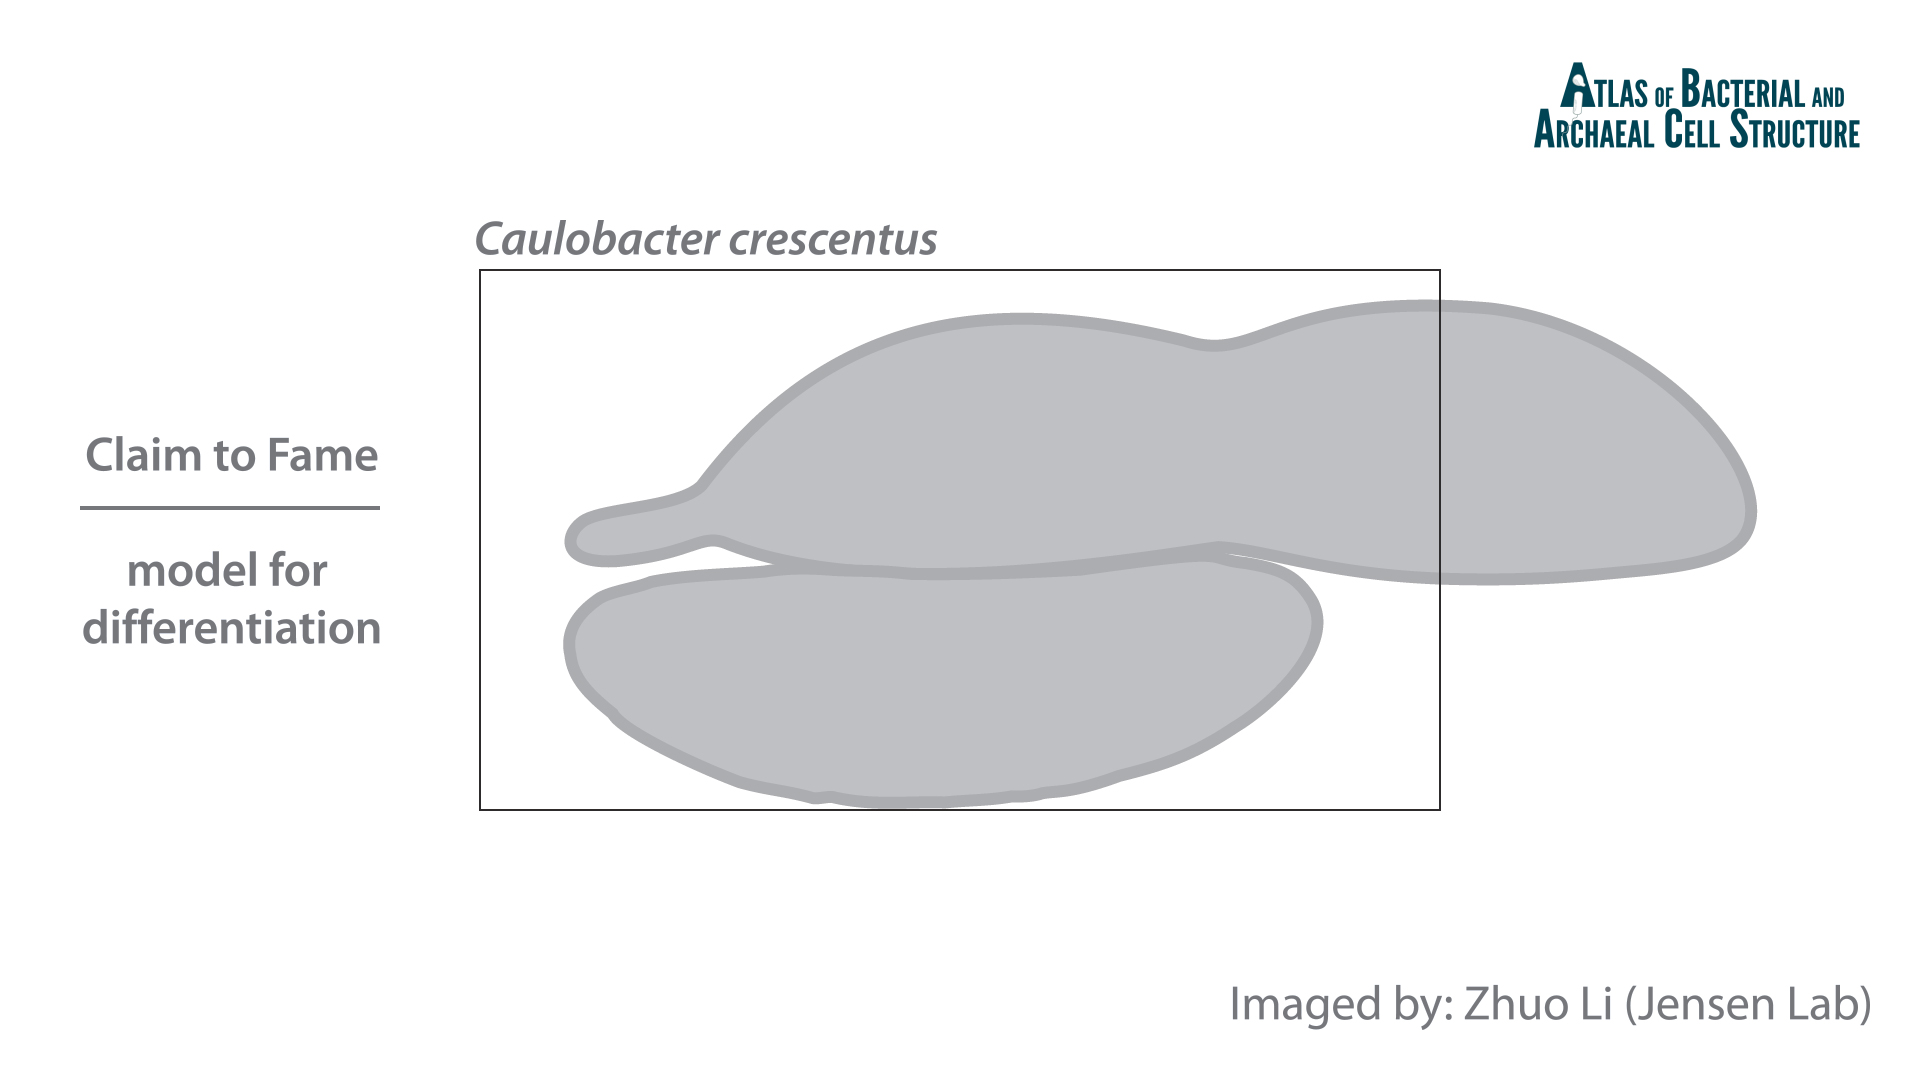 ATLAS OF BACTERIAL AND
ARCHAEAL CELL STRUCTURE
Caulobacter crescentus
Claim to Fame
model for
differentiation
Imaged by: Zhuo Li (Jensen Lab)